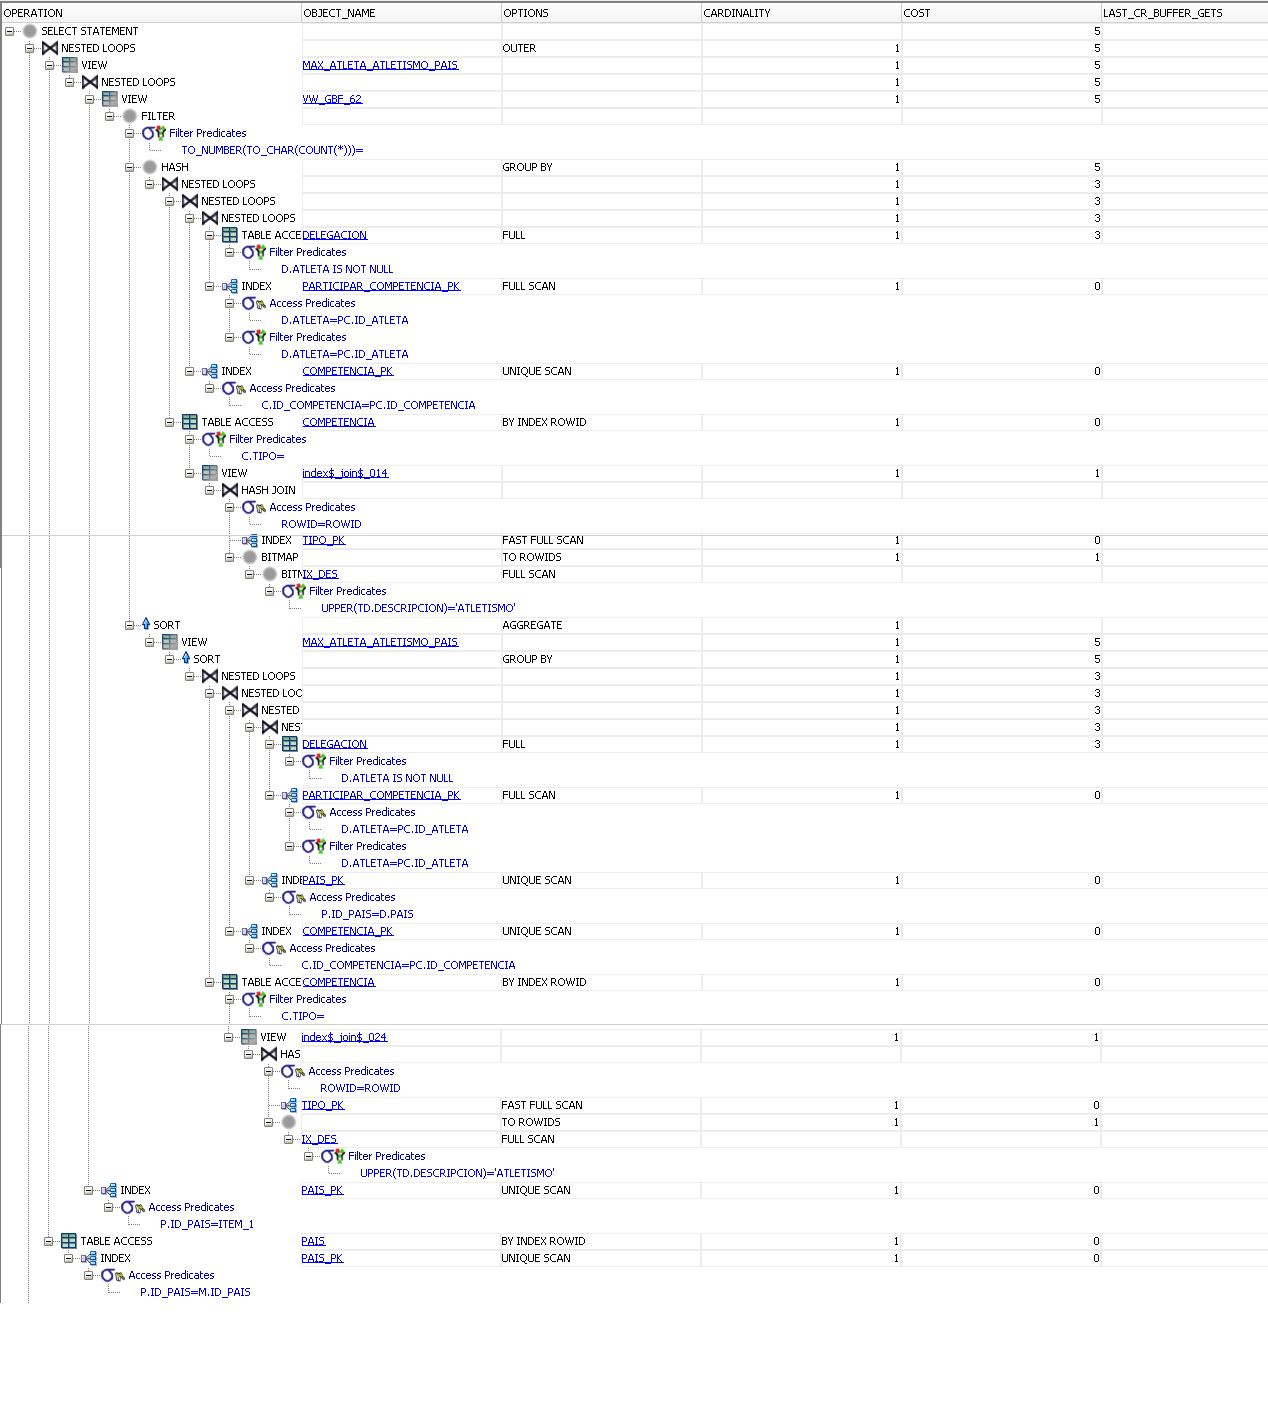 OPERATION OBJECT_NAME OPTIONS CARDINALITY COST LAST_CR_BUFFER_GETS
SELECT STATEMENT 5
NESTED LOOPS OUTER 1 5
VIEW MAX_ATLETA_ATLETISMO_PAIS 1 5
NESTED LOOPS 1 5
VIEW VW_GBF_62 1 5
FILTER
Filter Predicates
TO_NUMBER(TO_CHAR(COUNT(*)))=
HASH GROUP BY 1 5
NESTED LOOPS 1 3
NESTED LOOPS 1 3
NESTED LOOPS 1 3
TABLE ACCE DELEGACION FULL 1 3
Filter Predicates
D.ATLETA IS NOT NULL
INDEX PARTICIPAR_COMPETENCIA_PK FULL SCAN 1 0
Access Predicates
D.ATLETA=PC.ID_ATLETA
Filter Predicates
D.ATLETA=PC.ID_ATLETA
INDEX COMPETENCIA_PK UNIQUE SCAN 1 0
Access Predicates
C.ID_COMPETENCIA=PC.ID_COMPETENCIA
TABLE ACCESS COMPETENCIA BY INDEX ROWID 1 0
Filter Predicates
C.TIPO=
VIEW index$_join$_014 1 1
HASH JOIN
Access Predicates
ROWID=ROWID
INDEX TIPO_PK FAST FULL SCAN 1 0
BITMAP TO ROWIDS 1 1
BITM IX_DES FULL SCAN
Filter Predicates
UPPER(TD.DESCRIPCION)='ATLETISMO'
SORT AGGREGATE 1
VIEW MAX_ATLETA_ATLETISMO_PAIS 1 5
SORT GROUP BY 1 5
NESTED LOOPS 1 3
NESTED LOO 1 3
NESTED 1 3
NES 1 3
DELEGACION FULL 1 3
Filter Predicates
D.ATLETA IS NOT NULL
PARTICIPAR_COMPETENCIA_PK FULL SCAN 1 0
Access Predicates
D.ATLETA=PC.ID_ATLETA
Filter Predicates
D.ATLETA=PC.ID_ATLETA
INDE PAIS_PK UNIQUE SCAN 1 0
Access Predicates
P.ID_PAIS=D.PAIS
INDEX COMPETENCIA_PK UNIQUE SCAN 1 0
Access Predicates
C.ID_COMPETENCIA=PC.ID_COMPETENCIA
TABLE ACCE COMPETENCIA BY INDEX ROWID 1 0
Filter Predicates
C.TIPO=
VIEW index$_join$_024 1 1
HAS
Access Predicates
ROWID=ROWID
TIPO_PK FAST FULL SCAN 1 0
TO ROWIDS 1 1
IX_DES FULL SCAN
Filter Predicates
UPPER(TD.DESCRIPCION)='ATLETISMO'
INDEX PAIS_PK UNIQUE SCAN 1 0
Access Predicates
P.ID_PAIS=ITEM_1
TABLE ACCESS PAIS BY INDEX ROWID 1 0
INDEX PAIS_PK UNIQUE SCAN 1 0
Access Predicates
P.ID_PAIS=M.ID_PAIS